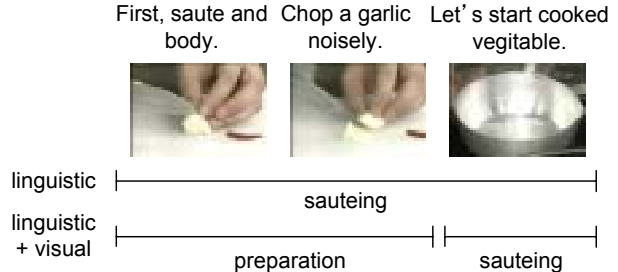 First, saute and
body.
Chop a garlic
noisely.
Let's start cooked
vegitable.
linguistic
sauteing
linguistic
+ visual
preparation
sauteing